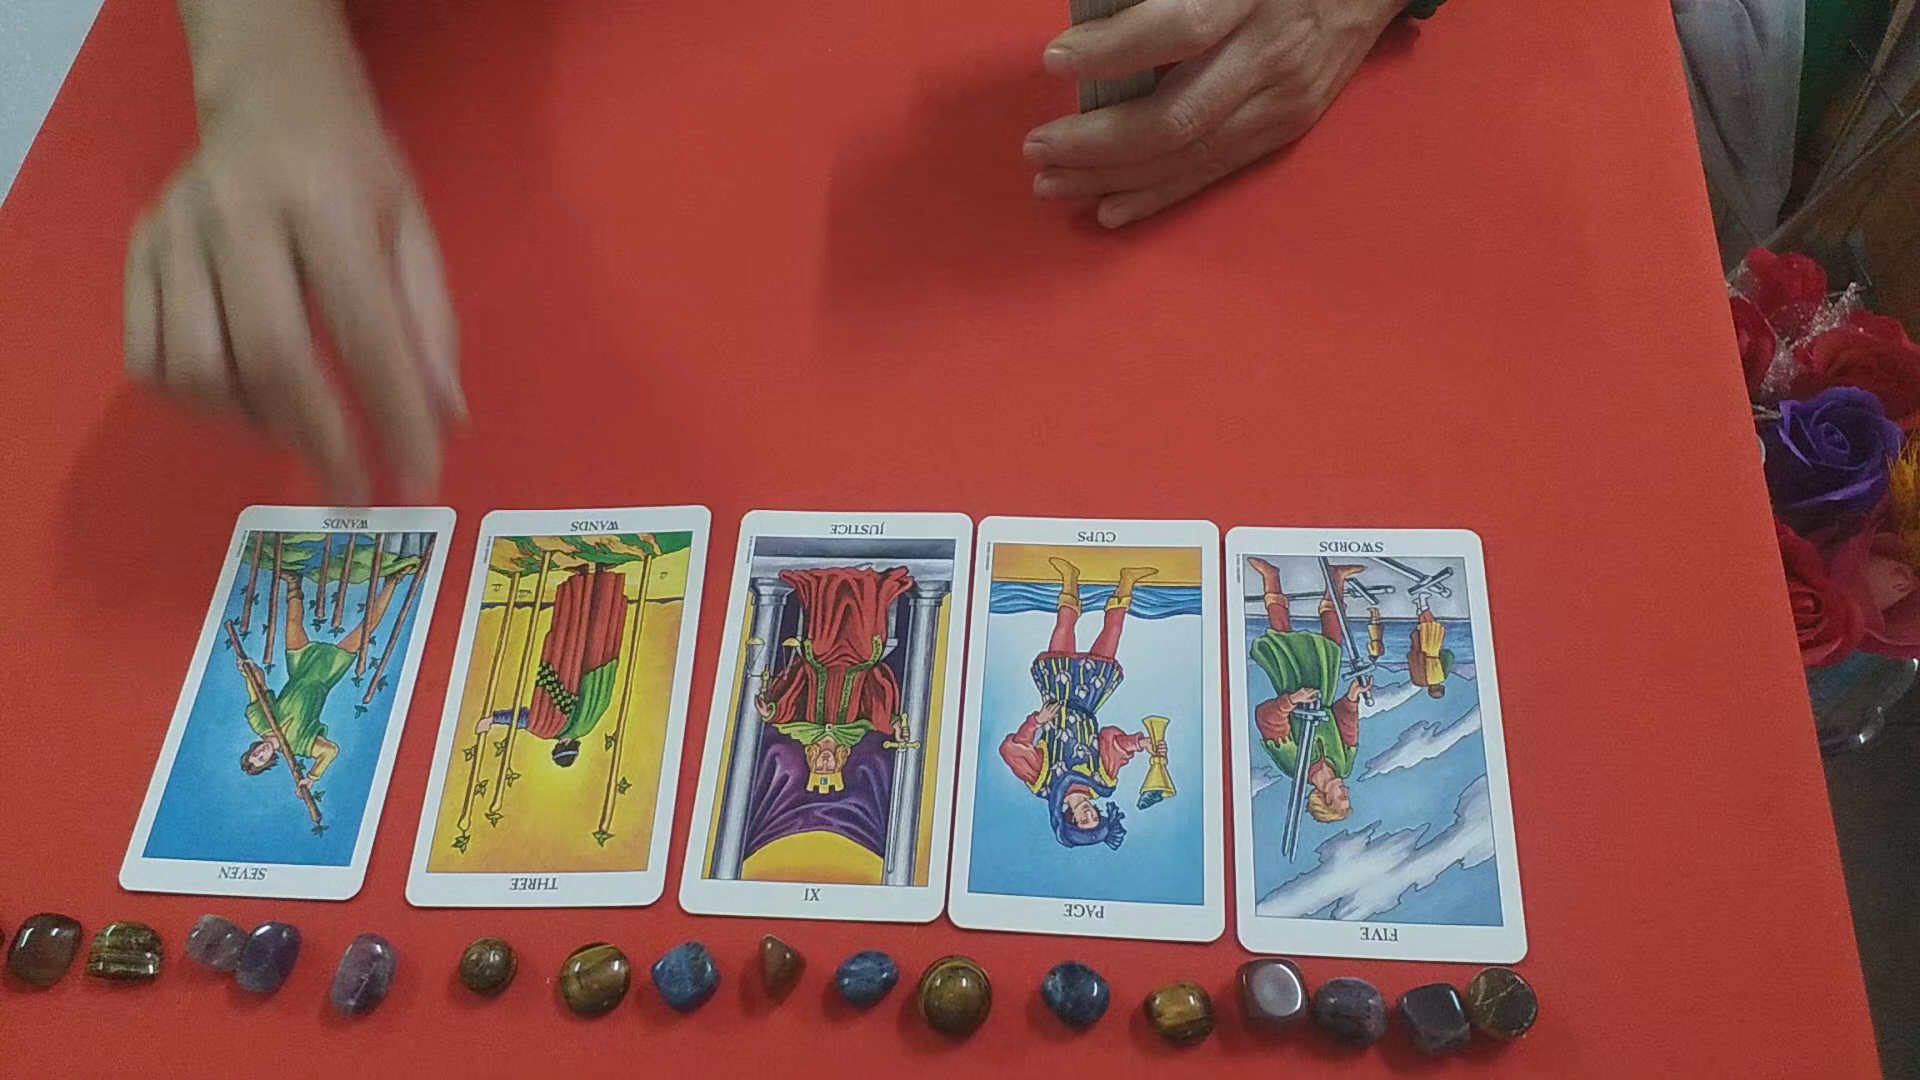 WANDS
SEVEN
WANDS
THREE
JUSTICE
XI
CUPS
PAGE
SWORDS
FIVE